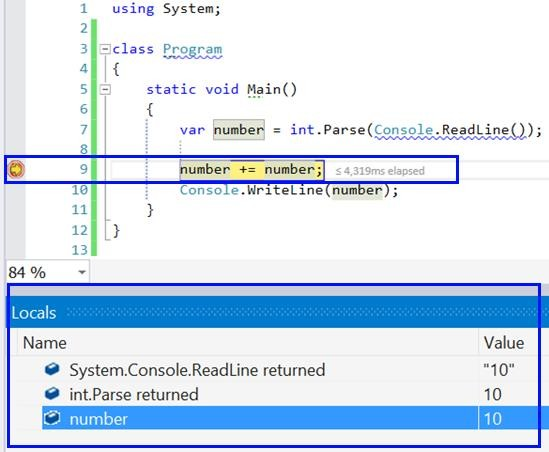 1 using System;
2
3 class Program
4 {
5 static void Main()
6 {
7 var number = int.Parse(Console.ReadLine());
8
9 number += number; ≤ 4,319ms elapsed
10 Console.WriteLine(number);
11 }
12 }
13
84 %
Locals
Name Value
System.Console.ReadLine returned "10"
int.Parse returned 10
number 10